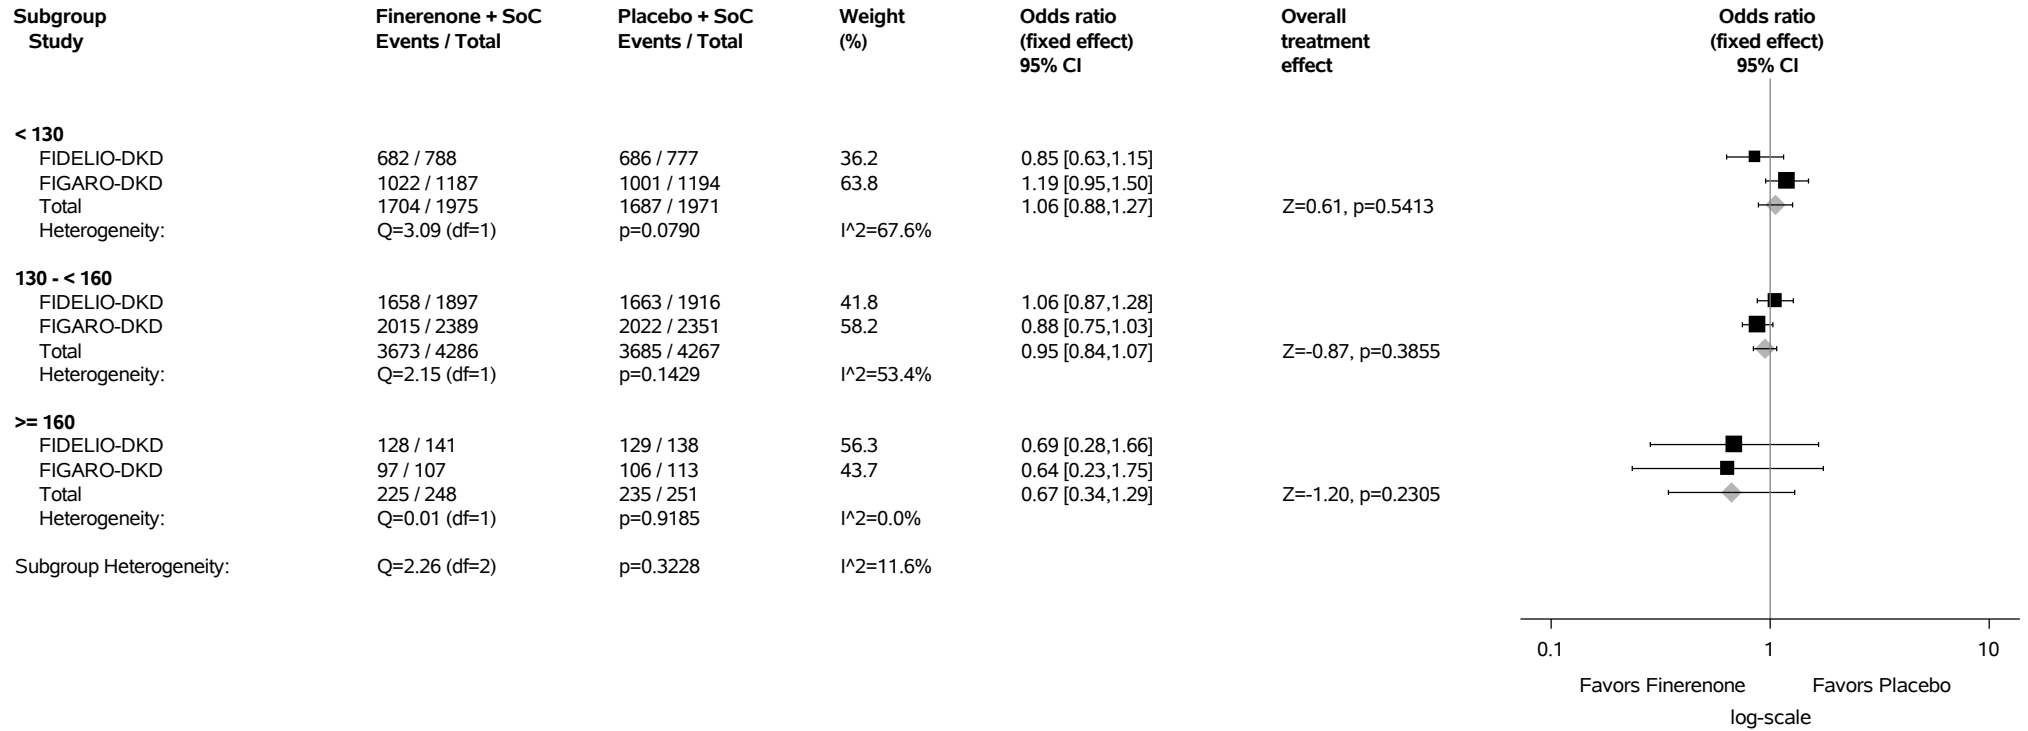 Subgroup Finerenone + SoC Placebo + SoC Weight Odds ratio Overall Odds ratio
Study Events / Total Events / Total (%) (fixed effect) treatment (fixed effect)
95% CI effect 95% CI
< 130
FIDELIO-DKD 682 / 788 686 / 777 36.2 0.85 [0.63,1.15]
FIGARO-DKD 1022 / 1187 1001 / 1194 63.8 1.19 [0.95,1.50]
Total 1704 / 1975 1687 / 1971 1.06 [0.88,1.27] Z=0.61, p=0.5413
Heterogeneity: Q=3.09 (df=1) p=0.0790 I^2=67.6%
130 - < 160
FIDELIO-DKD 1658 / 1897 1663 / 1916 41.8 1.06 [0.87,1.28]
FIGARO-DKD 2015 / 2389 2022 / 2351 58.2 0.88 [0.75,1.03]
Total 3673 / 4286 3685 / 4267 0.95 [0.84,1.07] Z=-0.87, p=0.3855
Heterogeneity: Q=2.15 (df=1) p=0.1429 I^2=53.4%
>= 160
FIDELIO-DKD 128 / 141 129 / 138 56.3 0.69 [0.28,1.66]
FIGARO-DKD 97 / 107 106 / 113 43.7 0.64 [0.23,1.75]
Total 225 / 248 235 / 251 0.67 [0.34,1.29] Z=-1.20, p=0.2305
Heterogeneity: Q=0.01 (df=1) p=0.9185 I^2=0.0%
Subgroup Heterogeneity: Q=2.26 (df=2) p=0.3228 I^2=11.6%
0.1 1 10
Favors Finerenone Favors Placebo
log-scale